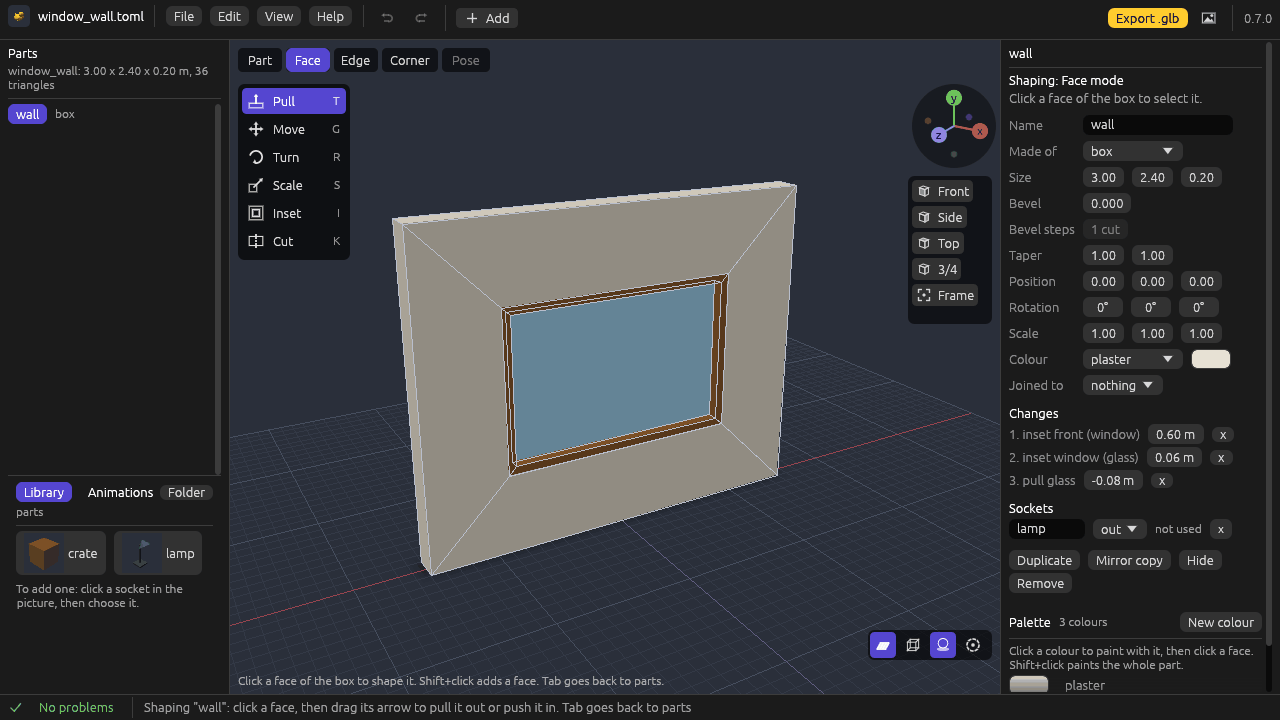 window_wall.toml File Edit View Help + Add Export .glb 0.7.0
Parts
window_wall: 3.00 x 2.40 x 0.20 m, 36
triangles
wall box
Library Animations Folder
parts
crate lamp
To add one: click a socket in the
picture, then choose it.
Part Face Edge Corner Pose
Pull T
Move G
Turn R
Scale S
Inset I
Cut K
y
x
z
Front
Side
Top
3/4
Frame
Click a face of the box to shape it. Shift+click adds a face. Tab goes back to parts.
wall
Shaping: Face mode
Click a face of the box to select it.
Name wall
Made of box
Size 3.00 2.40 0.20
Bevel 0.000
Bevel steps 1 cut
Taper 1.00 1.00
Position 0.00 0.00 0.00
Rotation 0° 0° 0°
Scale 1.00 1.00 1.00
Colour plaster
Joined to nothing
Changes
1. inset front (window) 0.60 m x
2. inset window (glass) 0.06 m x
3. pull glass -0.08 m x
Sockets
lamp out not used x
Duplicate Mirror copy Hide
Remove
Palette 3 colours New colour
Click a colour to paint with it, then click a face.
Shift+click paints the whole part.
plaster
No problems Shaping "wall": click a face, then drag its arrow to pull it out or push it in. Tab goes back to parts